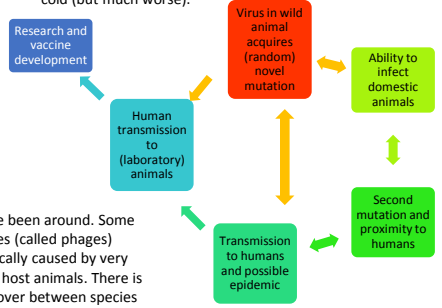 cold (but much worse).
Research and
vaccine
development
Virus in wild
animal
acquires
(random)
novel
mutation
Ability to
infect
domestic
animals
Human
transmission
to
(laboratory)
animals
Second
mutation and
proximity to
humans
Transmission
to humans
and possible
epidemic
e been around. Some
es (called phages)
cally caused by very
host animals. There is
over between species